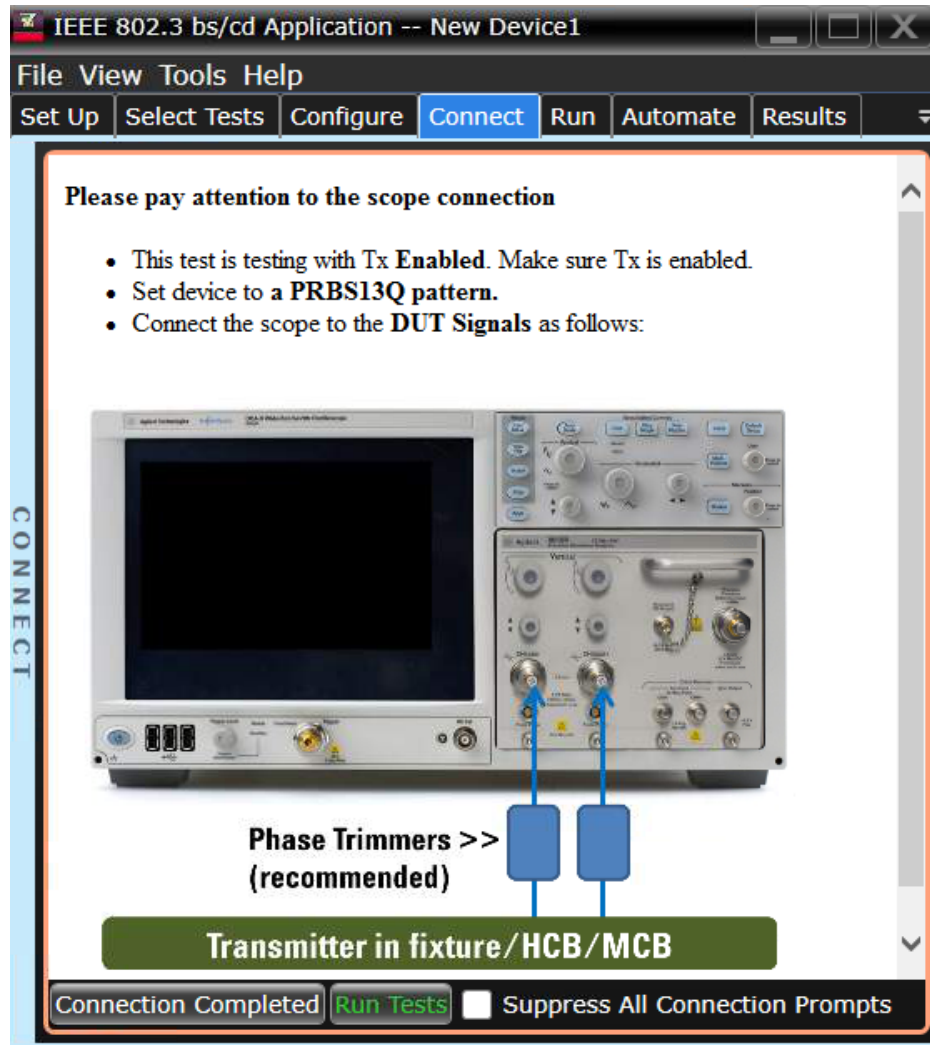 IEEE 802.3 bs/cd Application -- New Device1
File View Tools Help
Set Up Select Tests Configure Connect Run Automate Results
CONNECT
Please pay attention to the scope connection
• This test is testing with Tx Enabled. Make sure Tx is enabled.
• Set device to a PRBS13Q pattern.
• Connect the scope to the DUT Signals as follows:
Agilent Technologies
Vertical
Phase Trimmers >>
(recommended)
Transmitter in fixture/HCB/MCB
Connection Completed Run Tests Suppress All Connection Prompts